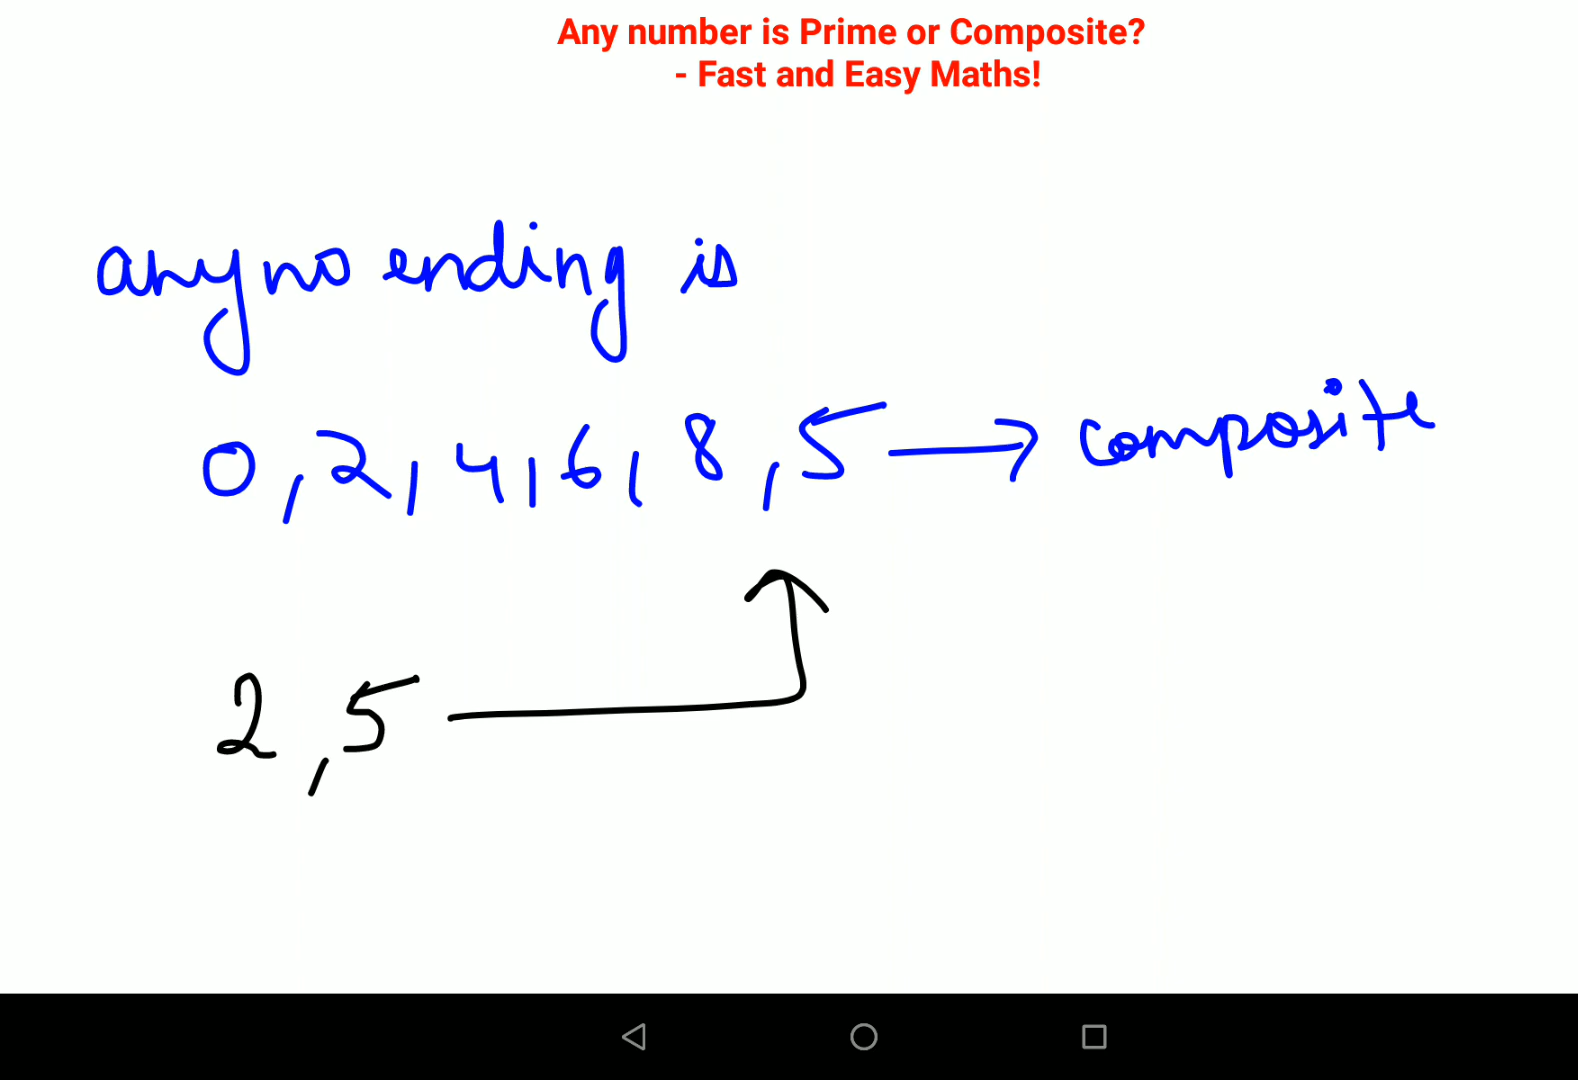 Any number is Prime or Composite?
- Fast and Easy Maths!
any no ending is
0, 2, 4, 6, 8, 5 → composite
2, 5